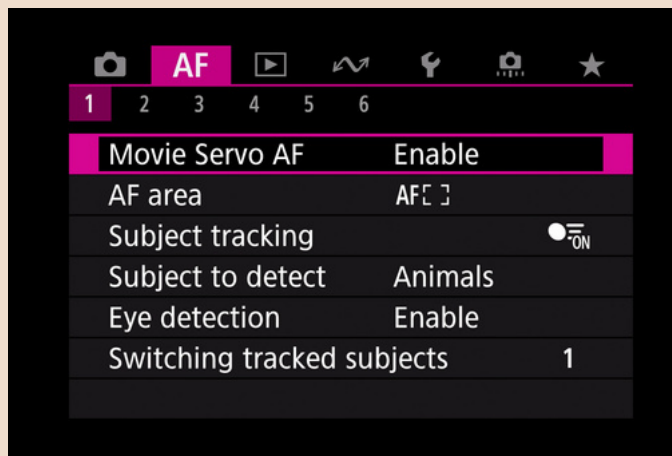 AF
1 2 3 4 5 6
Movie Servo AF Enable
AF area AF[ ]
Subject tracking ON
Subject to detect Animals
Eye detection Enable
Switching tracked subjects 1